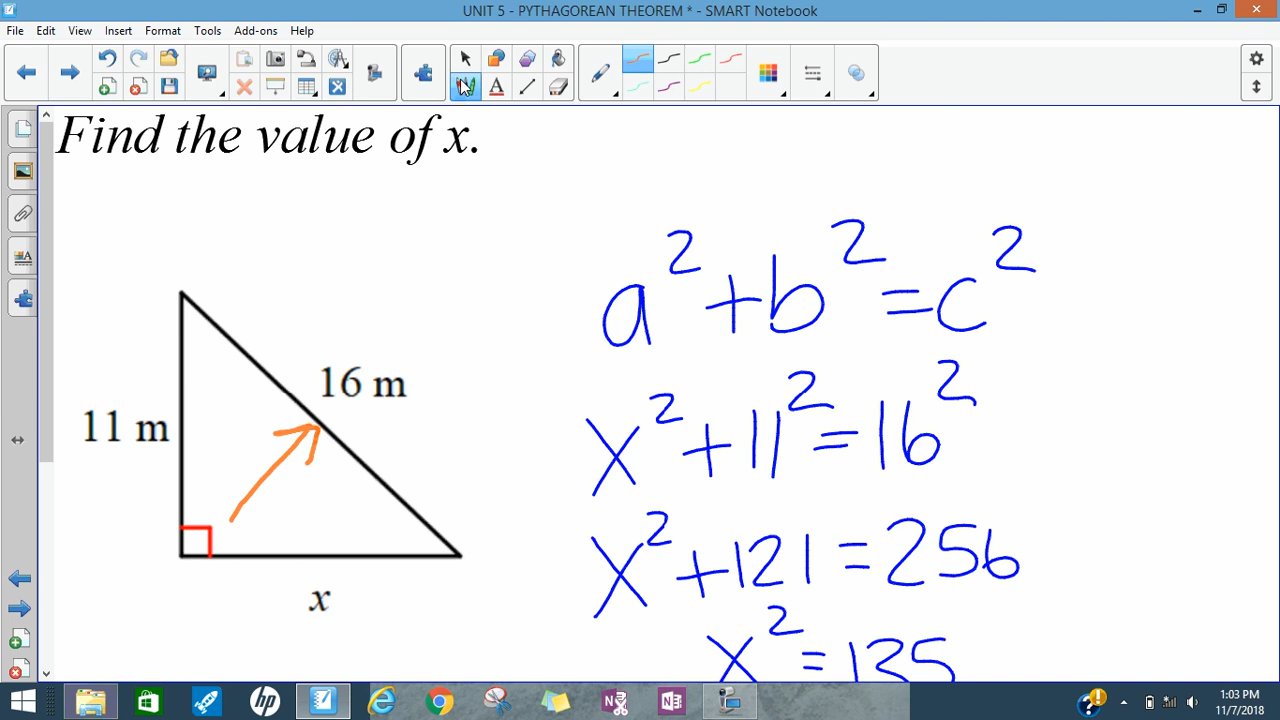 UNIT 5 - PYTHAGOREAN THEOREM * - SMART Notebook
File Edit View Insert Format Tools Add-ons Help
Find the value of x.
a² + b² = c²
16 m
11 m
x² + 11² = 16²
x² + 121 = 256
x
x² = 135
1:03 PM
11/7/2018